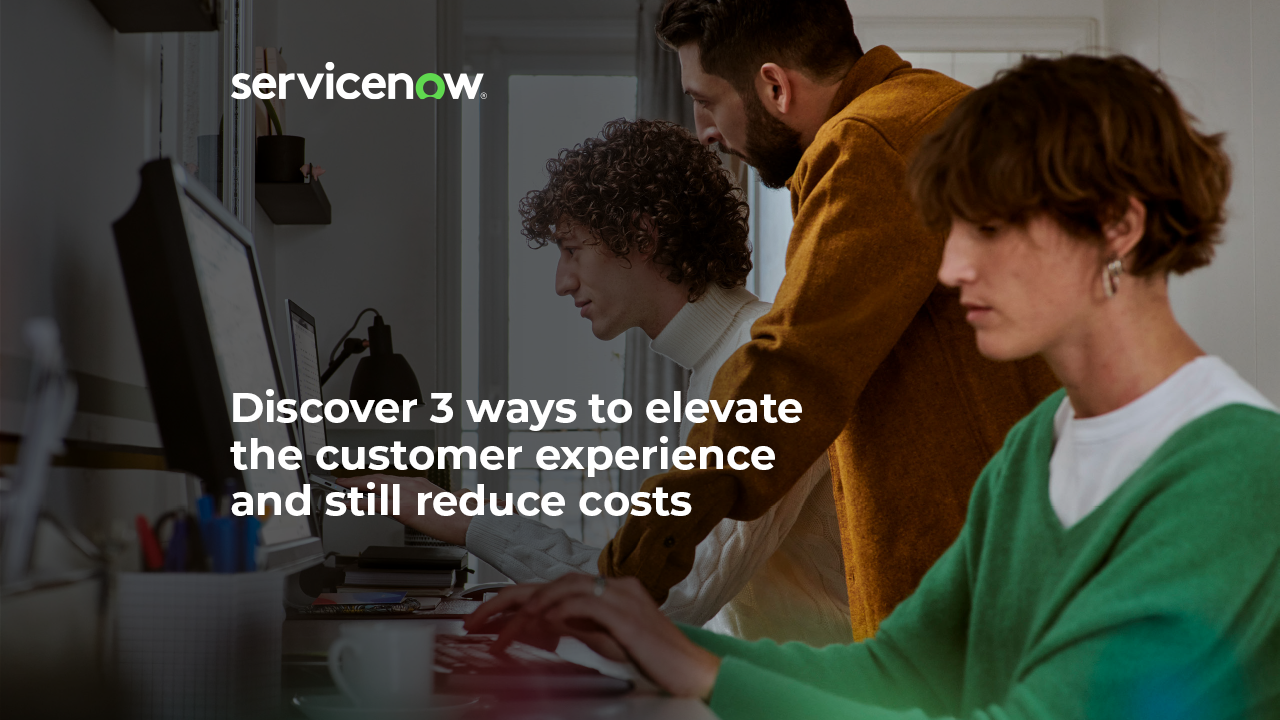 servicenow®
Discover 3 ways to elevate
the customer experience
and still reduce costs